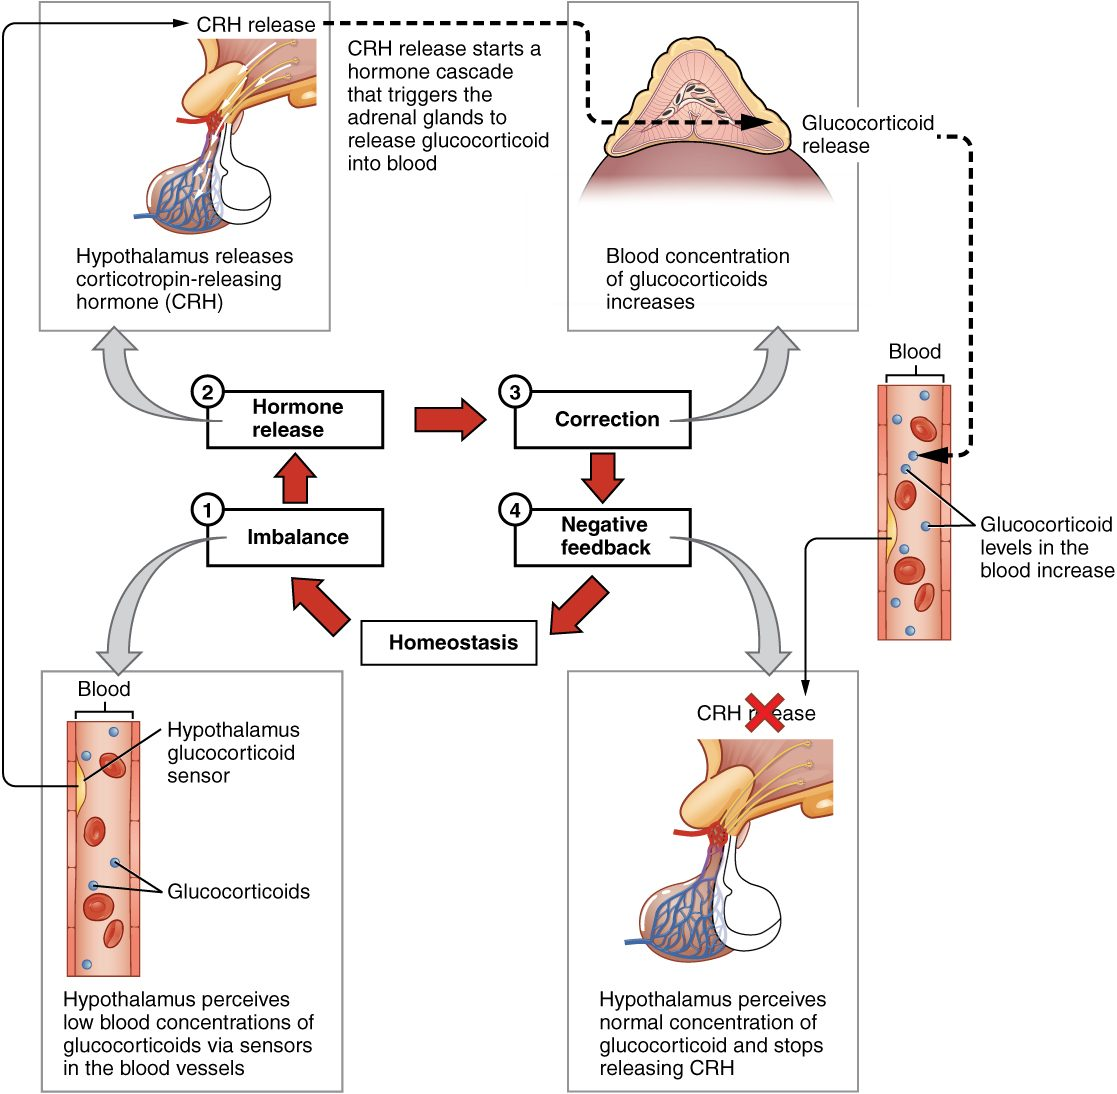 CRH release
CRH release starts a
hormone cascade
that triggers the
adrenal glands to
release glucocorticoid
into blood
Glucocorticoid
release
Hypothalamus releases
corticotropin-releasing
hormone (CRH)
Blood concentration
of glucocorticoids
increases
Blood
2
Hormone
release
3
Correction
1
Imbalance
4
Negative
feedback
Glucocorticoid
levels in the
blood increase
Homeostasis
Blood
Hypothalamus
glucocorticoid
sensor
Glucocorticoids
Hypothalamus perceives
low blood concentrations of
glucocorticoids via sensors
in the blood vessels
CRH release
Hypothalamus perceives
normal concentration of
glucocorticoid and stops
releasing CRH